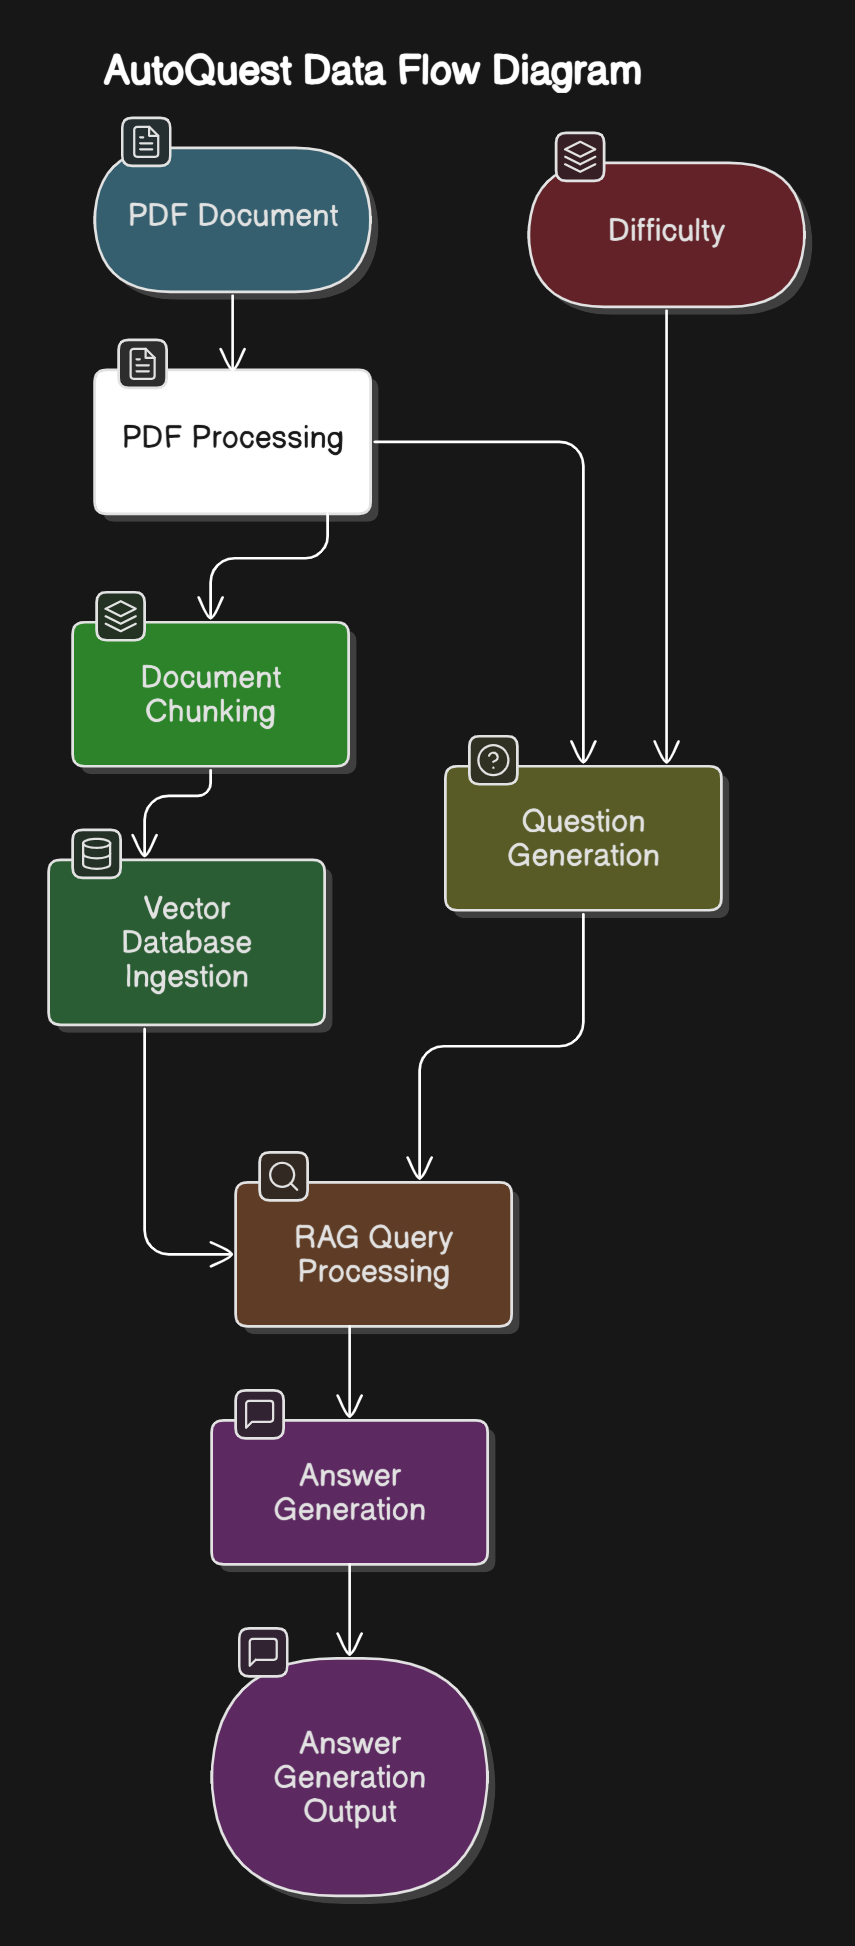 AutoQuest Data Flow Diagram
PDF Document
Difficulty
PDF Processing
Document
Chunking
Question
Generation
Vector
Database
Ingestion
RAG Query
Processing
Answer
Generation
Answer
Generation
Output